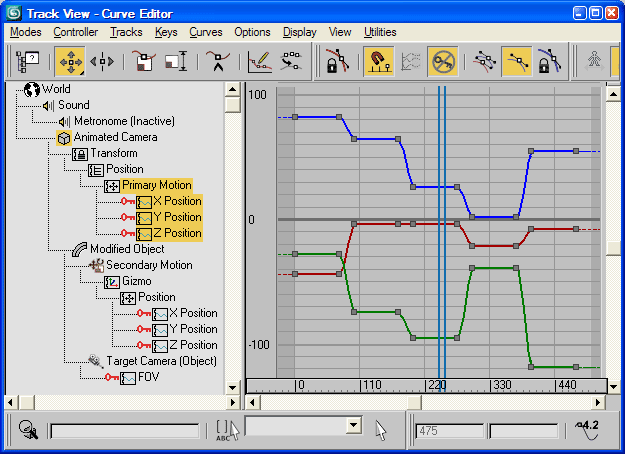 Track View - Curve Editor
Modes Controller Tracks Keys Curves Options Display View Utilities
World
Sound
Metronome (Inactive)
Animated Camera
Transform
Position
Primary Motion
X Position
Y Position
Z Position
Modified Object
Secondary Motion
Gizmo
Position
X Position
Y Position
Z Position
Target Camera (Object)
FOV
100
0
-100
0 110 220 330 440
ABC
475
4.2